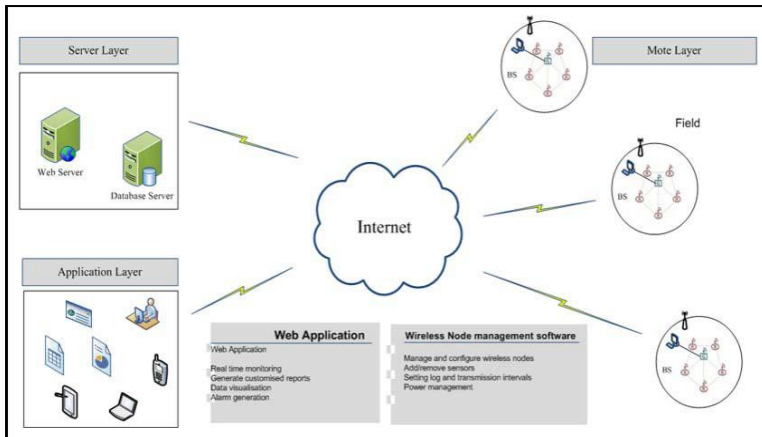 Server Layer
Mote Layer
BS
Field
Web Server
Database Server
BS
Internet
Application Layer
Web Application
Web Application
Real time monitoring
Generate customised reports
Data visualisation
Alarm generation
Wireless Node management software
Manage and configure wireless nodes
Add/remove sensors
Setting log and transmission intervals
Power management
BS